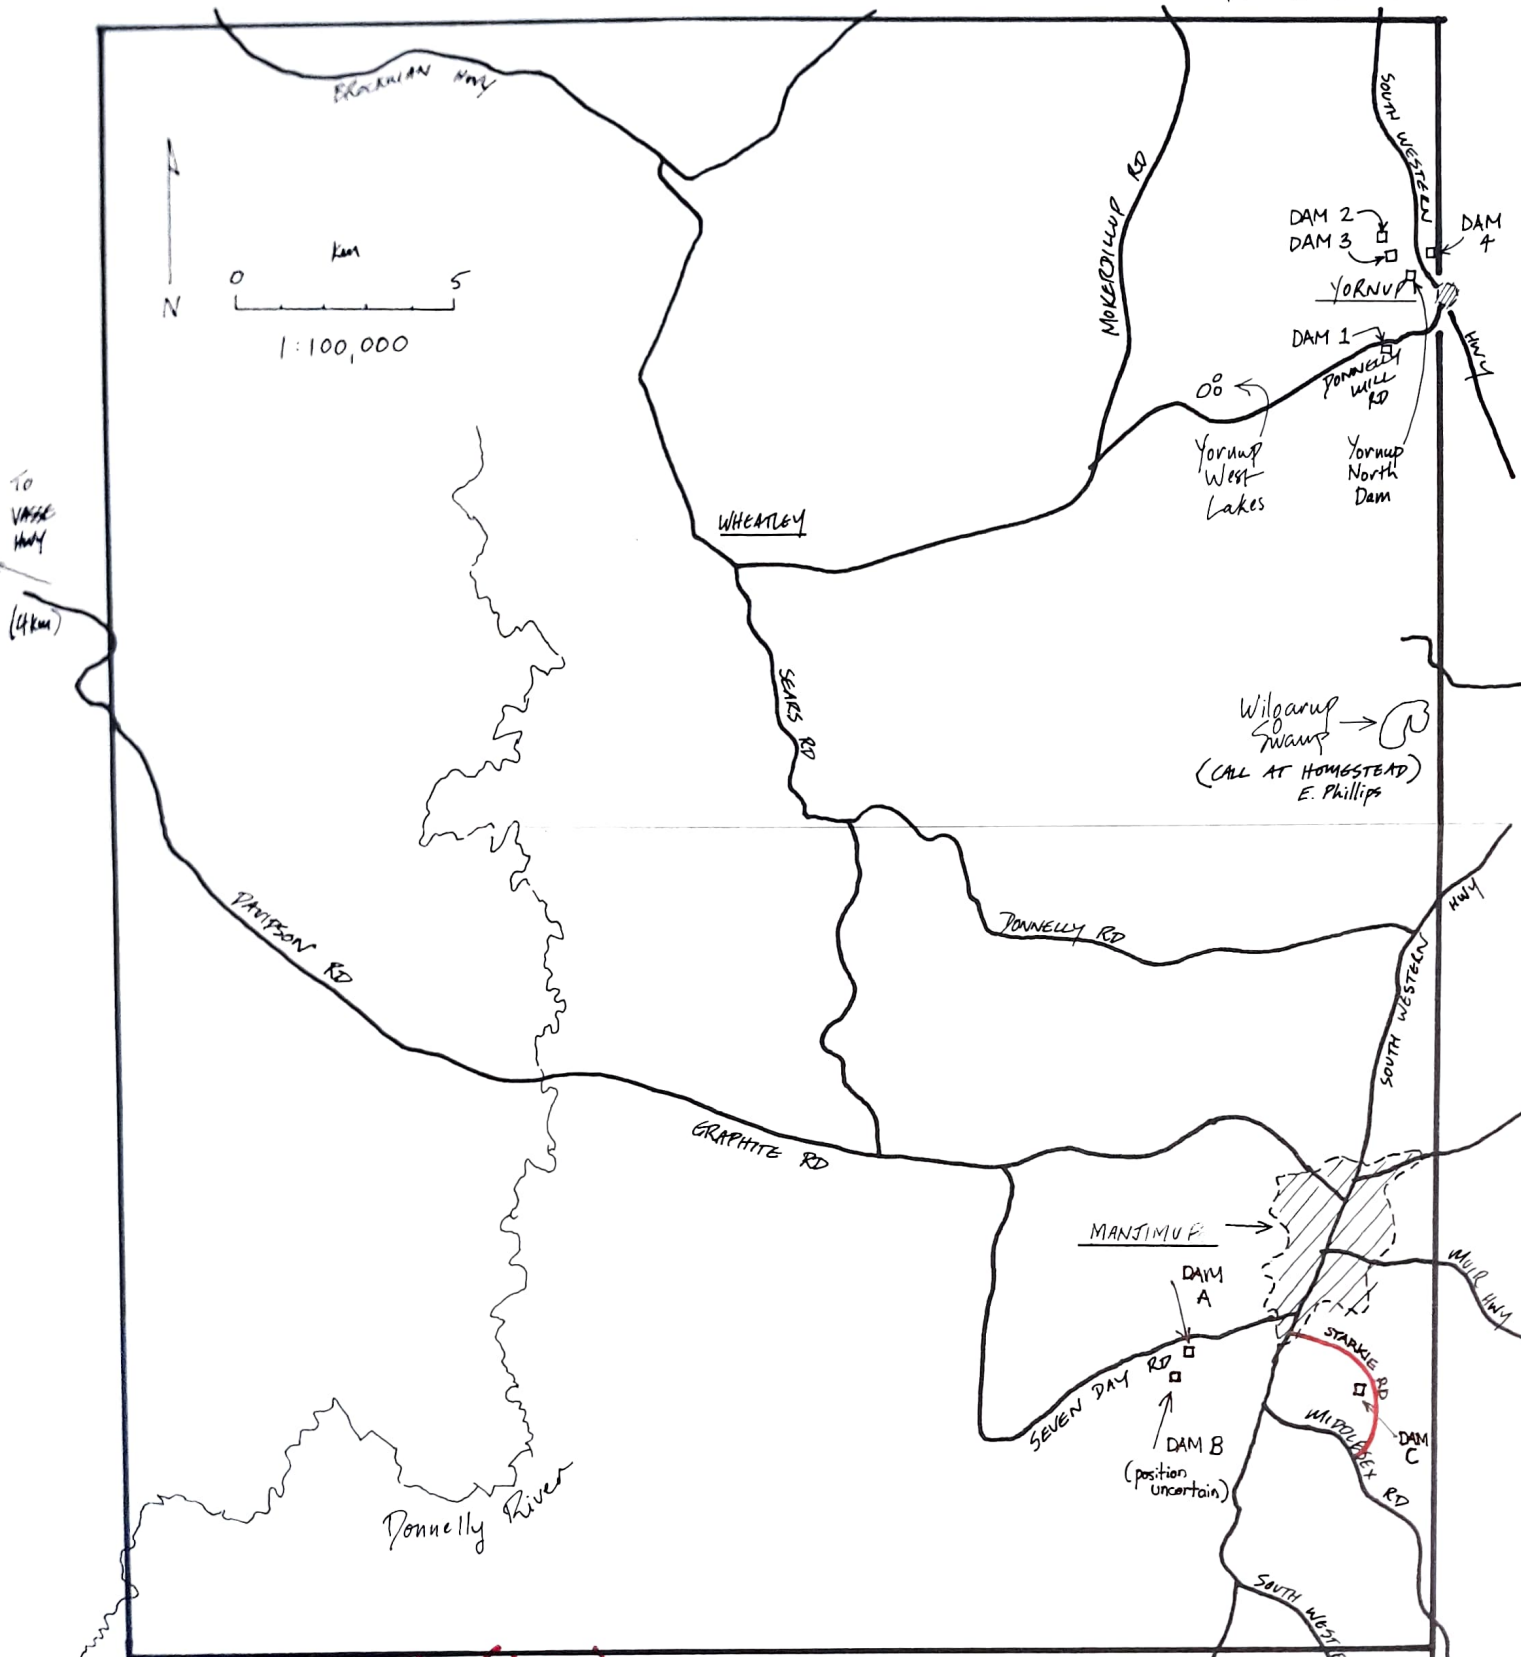 BROCKMAN HWY
SOUTH WESTERN
MOKERDILLUP RD
DAM 2
DAM 3
DAM
4
Km
0 5
N
1:100,000
YORNUP
DAM 1
HWY
DONNELLY
MILL
RD
Yornup
West
Lakes
Yornup
North
Dam
TO
VASSE
HWY
(4km)
WHEATLEY
SEARS RD
Wilgarup
Swamp
(CALL AT HOMESTEAD)
E. Phillips
DAVIDSON RD
DONNELLY RD
HWY
SOUTH WESTERN
GRAPHITE RD
MANJIMUP
MUIR HWY
DAM
A
STARKIE RD
SEVEN DAY RD
DAM B
(position
uncertain)
MIDDLESEX RD
DAM
C
Donnelly River
SOUTH WESTE